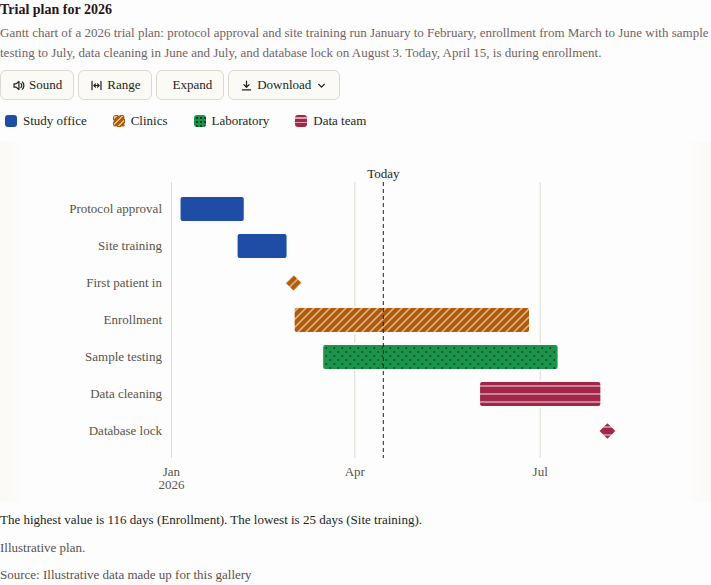 Trial plan for 2026
Gantt chart of a 2026 trial plan: protocol approval and site training run January to February, enrollment from March to June with sample
testing to July, data cleaning in June and July, and database lock on August 3. Today, April 15, is during enrollment.
Sound
Range
Expand
Download
Study office
Clinics
Laboratory
Data team
Today
Protocol approval
Site training
First patient in
Enrollment
Sample testing
Data cleaning
Database lock
Jan
2026
Apr
Jul
The highest value is 116 days (Enrollment). The lowest is 25 days (Site training).
Illustrative plan.
Source: Illustrative data made up for this gallery